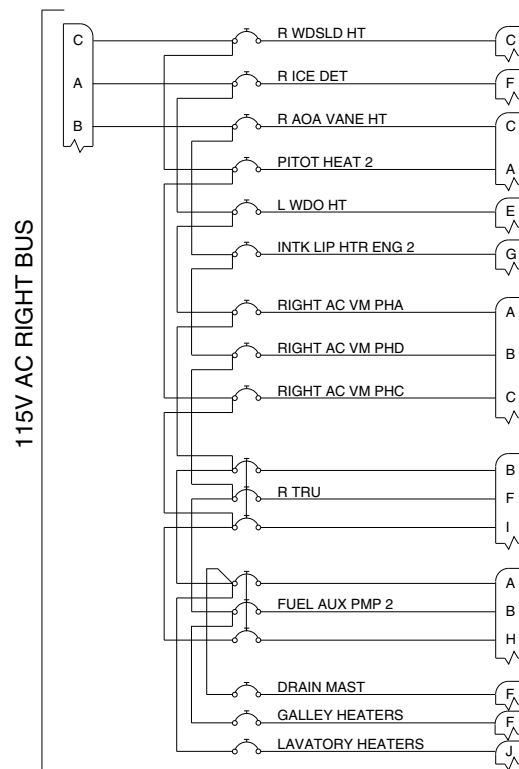 115V AC RIGHT BUS
C R WDSLD HT C
A R ICE DET F
B R AOA VANE HT C
PITOT HEAT 2 A
L WDO HT E
INTK LIP HTR ENG 2 G
RIGHT AC VM PHA A
RIGHT AC VM PHD B
RIGHT AC VM PHC C
B
R TRU F
I
A
FUEL AUX PMP 2 B
H
DRAIN MAST F
GALLEY HEATERS F
LAVATORY HEATERS J